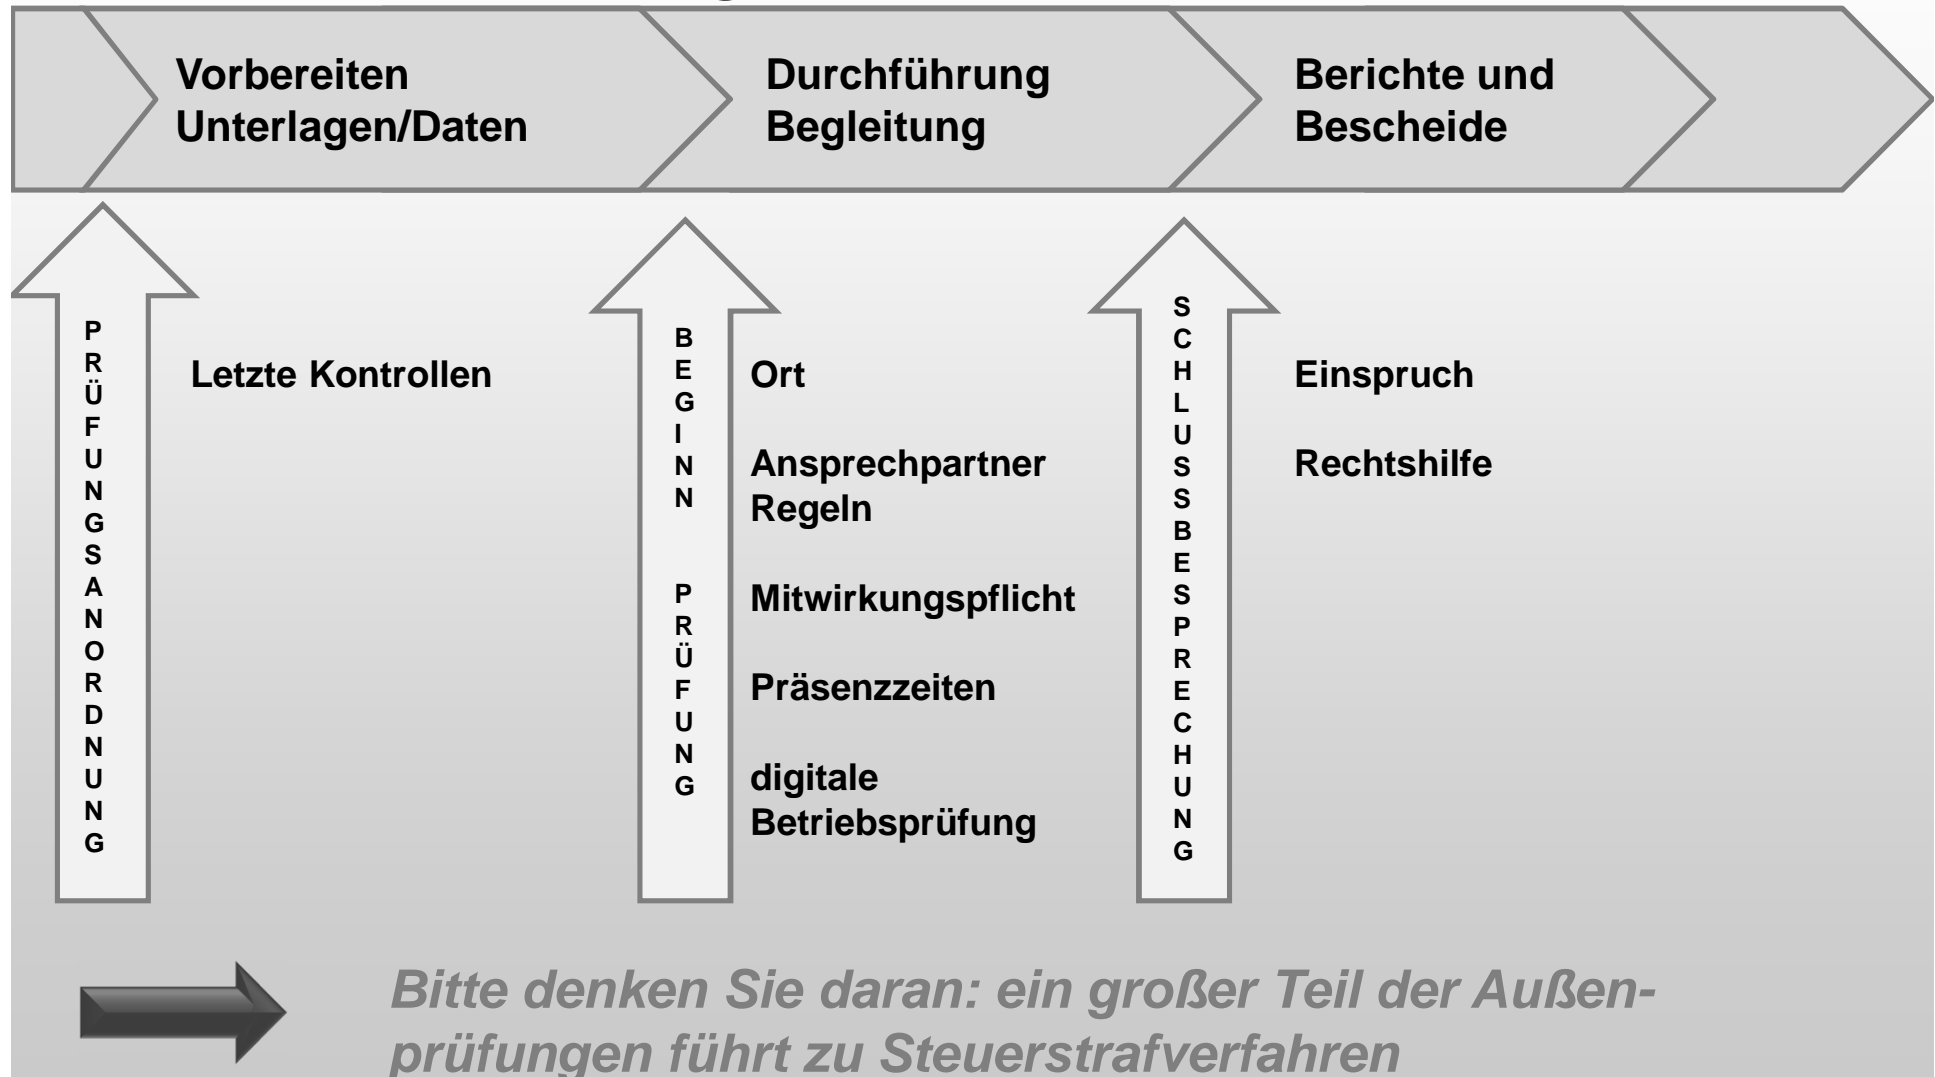 Vorbereiten
Unterlagen/Daten
Durchführung
Begleitung
Berichte und
Bescheide
PRÜFUNGSANORDNUNG
Letzte Kontrollen
BEGINN PRÜFUNG
Ort
Ansprechpartner
Regeln
Mitwirkungspflicht
Präsenzzeiten
digitale
Betriebsprüfung
SCHLUSSBESPRECHUNG
Einspruch
Rechtshilfe
Bitte denken Sie daran: ein großer Teil der Außen-
prüfungen führt zu Steuerstrafverfahren